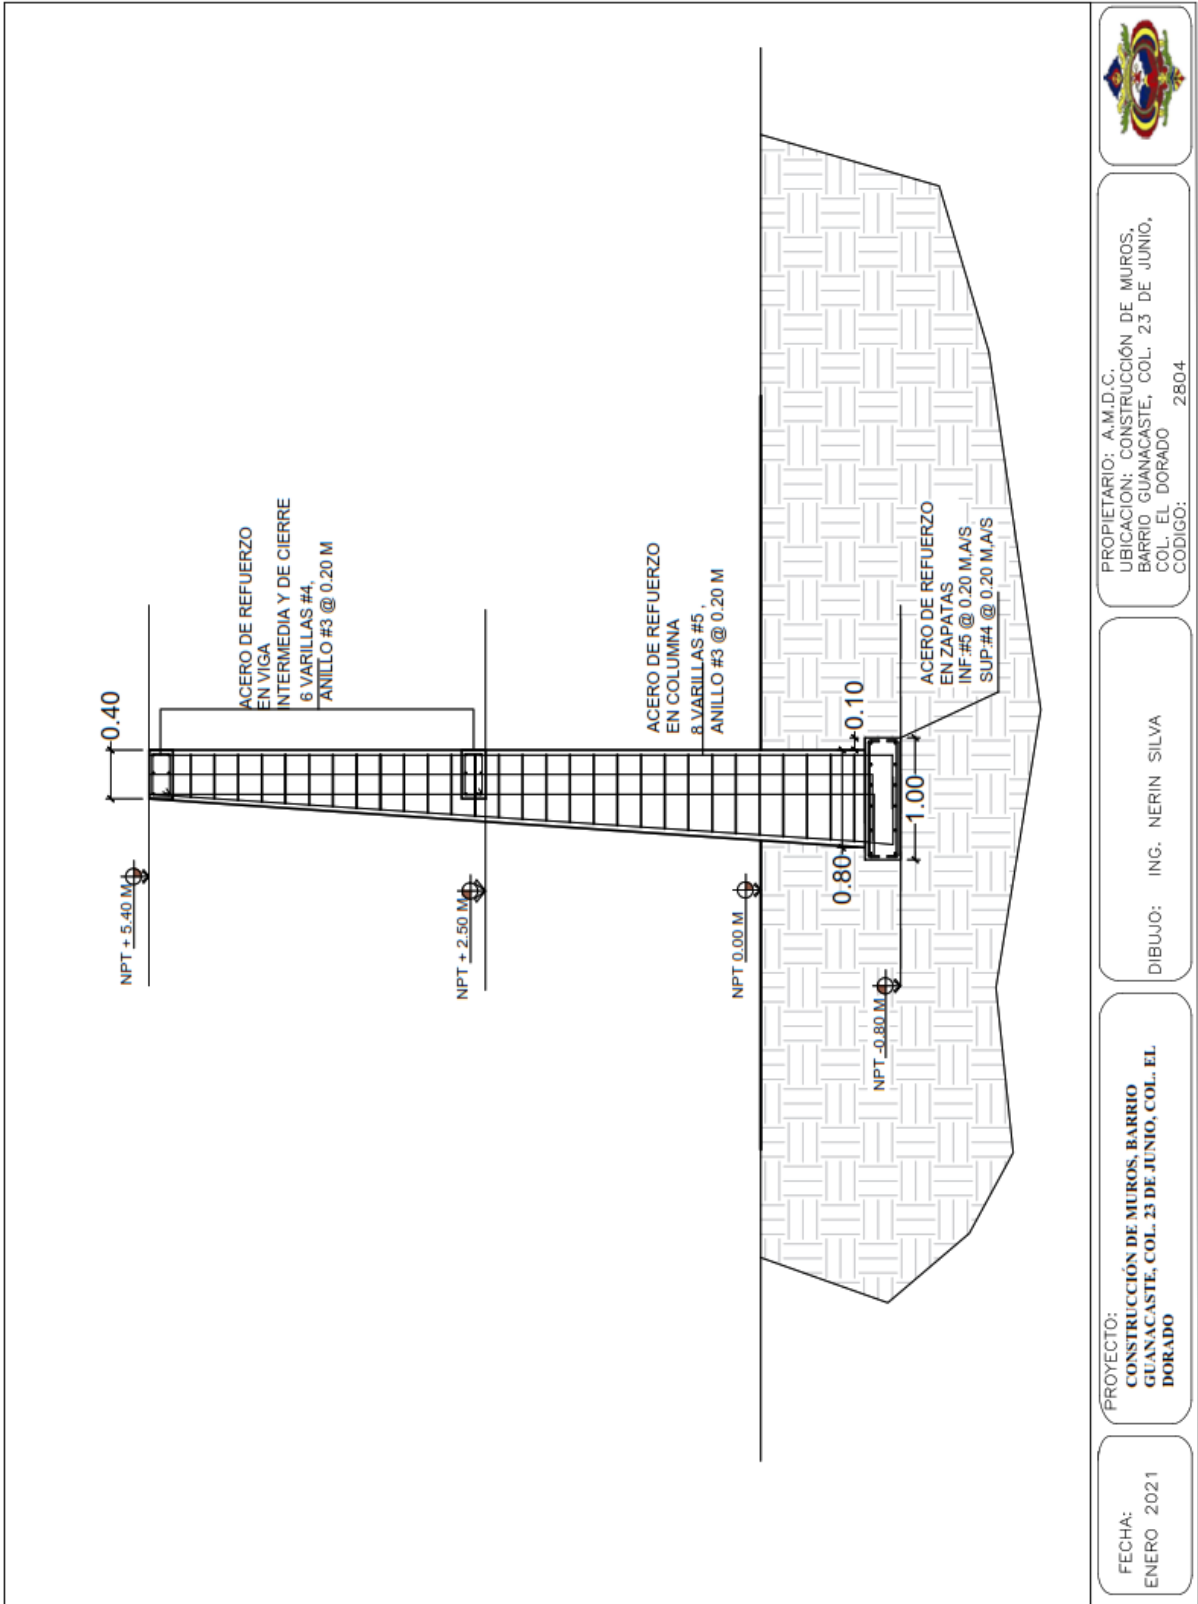 0.40
ACERO DE REFUERZO
EN VIGA
INTERMEDIA Y DE CIERRE
6 VARILLAS #4,
ANILLO #3 @ 0.20 M
NPT + 5.40 M
NPT + 2.50 M
ACERO DE REFUERZO
EN COLUMNA
8 VARILLAS #5 ,
ANILLO #3 @ 0.20 M
NPT 0.00 M
0.80
0.10
1.00
NPT -0.80 M
ACERO DE REFUERZO
EN ZAPATAS
INF:#5 @ 0.20 M,A/S
SUP:#4 @ 0.20 M,A/S
FECHA:
ENERO 2021
PROYECTO:
CONSTRUCCIÓN DE MUROS, BARRIO
GUANACASTE, COL. 23 DE JUNIO, COL. EL
DORADO
DIBUJO: ING. NERIN SILVA
PROPIETARIO: A.M.D.C.
UBICACION: CONSTRUCCIÓN DE MUROS,
BARRIO GUANACASTE, COL. 23 DE JUNIO,
COL. EL DORADO
CODIGO: 2804